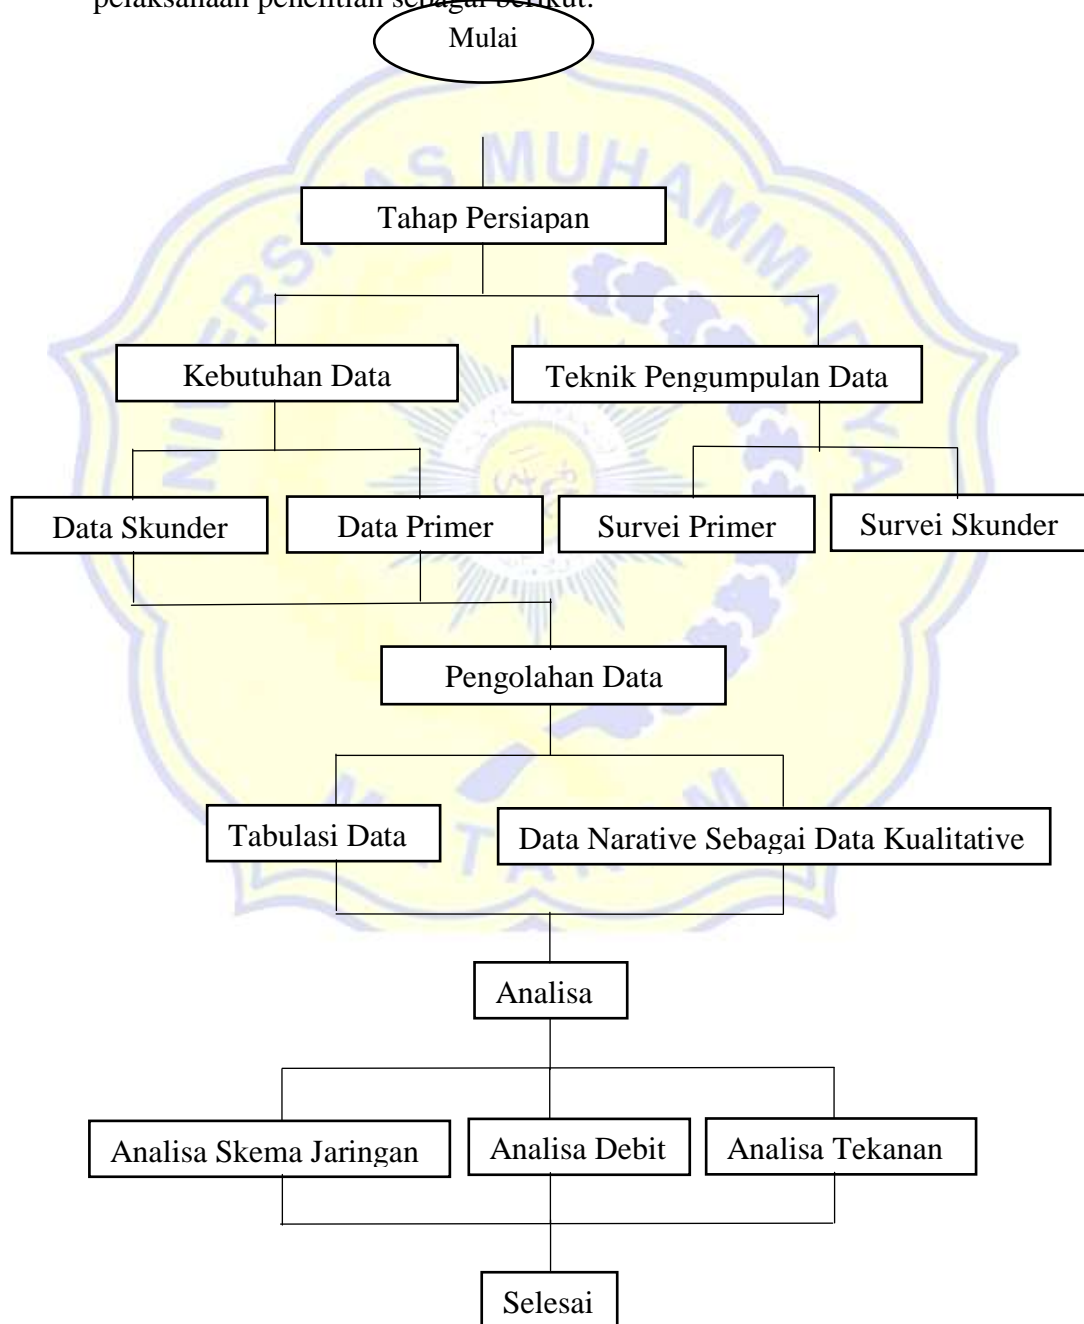 pelaksanaan penelitian sebagai berikut:
Mulai
Tahap Persiapan
Kebutuhan Data
Teknik Pengumpulan Data
Data Skunder
Data Primer
Survei Primer
Survei Skunder
Pengolahan Data
Tabulasi Data
Data Narative Sebagai Data Kualitative
Analisa
Analisa Skema Jaringan
Analisa Debit
Analisa Tekanan
Selesai